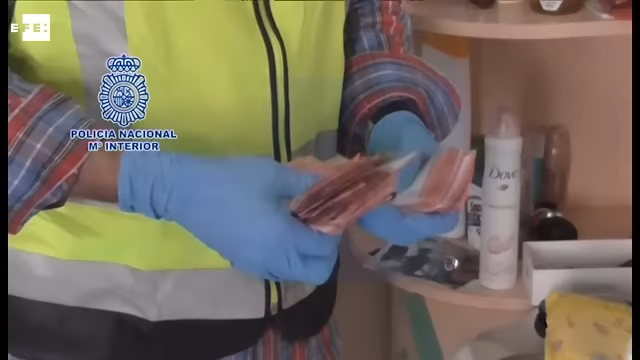 EFE:
POLICIA NACIONAL
Mº INTERIOR
Dove